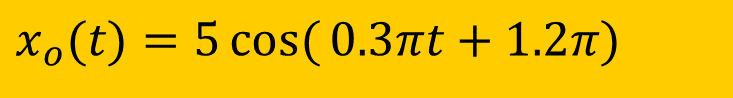 xₒ(t) = 5 cos( 0.3πt + 1.2π)